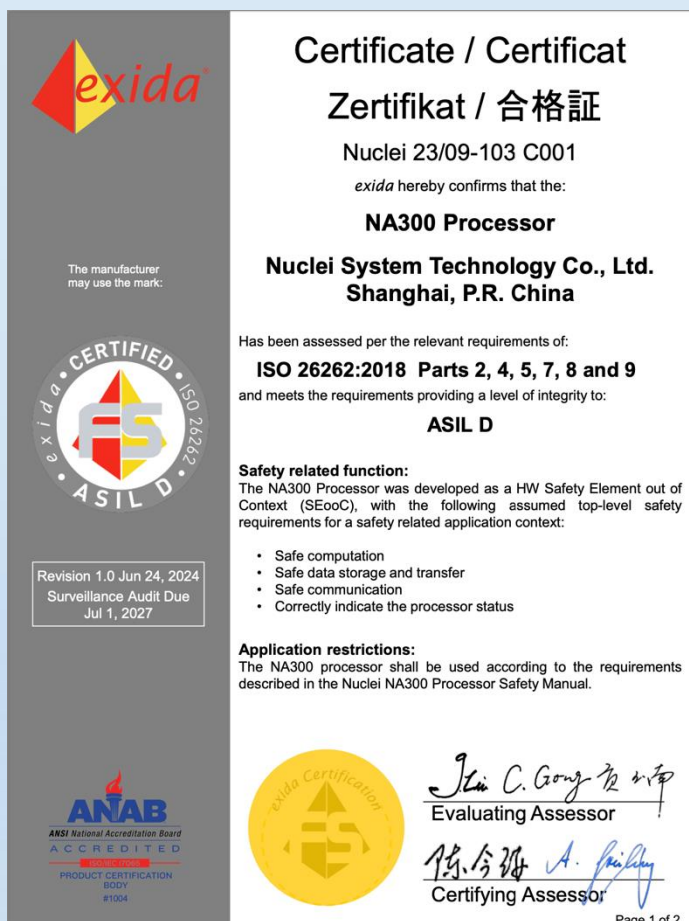 exida
The manufacturer
may use the mark:
exida • CERTIFIED • ISO 26262 • ASIL D •
FS
Revision 1.0 Jun 24, 2024
Surveillance Audit Due
Jul 1, 2027
ANAB
ANSI National Accreditation Board
ACCREDITED
ISO/IEC 17065
PRODUCT CERTIFICATION
BODY
#1004
Certificate / Certificat
Zertifikat / 合格証
Nuclei 23/09-103 C001
exida hereby confirms that the:
NA300 Processor
Nuclei System Technology Co., Ltd.
Shanghai, P.R. China
Has been assessed per the relevant requirements of:
ISO 26262:2018 Parts 2, 4, 5, 7, 8 and 9
and meets the requirements providing a level of integrity to:
ASIL D
Safety related function:
The NA300 Processor was developed as a HW Safety Element out of
Context (SEooC), with the following assumed top-level safety
requirements for a safety related application context:
• Safe computation
• Safe data storage and transfer
• Safe communication
• Correctly indicate the processor status
Application restrictions:
The NA300 processor shall be used according to the requirements
described in the Nuclei NA300 Processor Safety Manual.
exida Certification
FS
C. Gong
Evaluating Assessor
A.
Certifying Assessor
Page 1 of 2